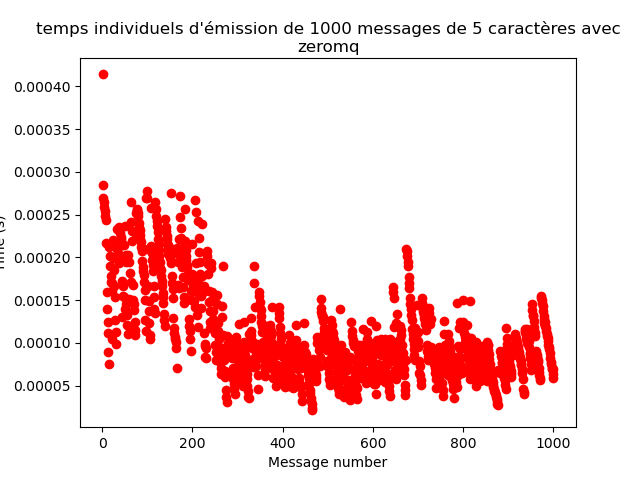 temps individuels d'émission de 1000 messages de 5 caractères avec
zeromq
0.00040
0.00035
0.00030
0.00025
0.00020
0.00015
0.00010
0.00005
Time (s)
0 200 400 600 800 1000
Message number